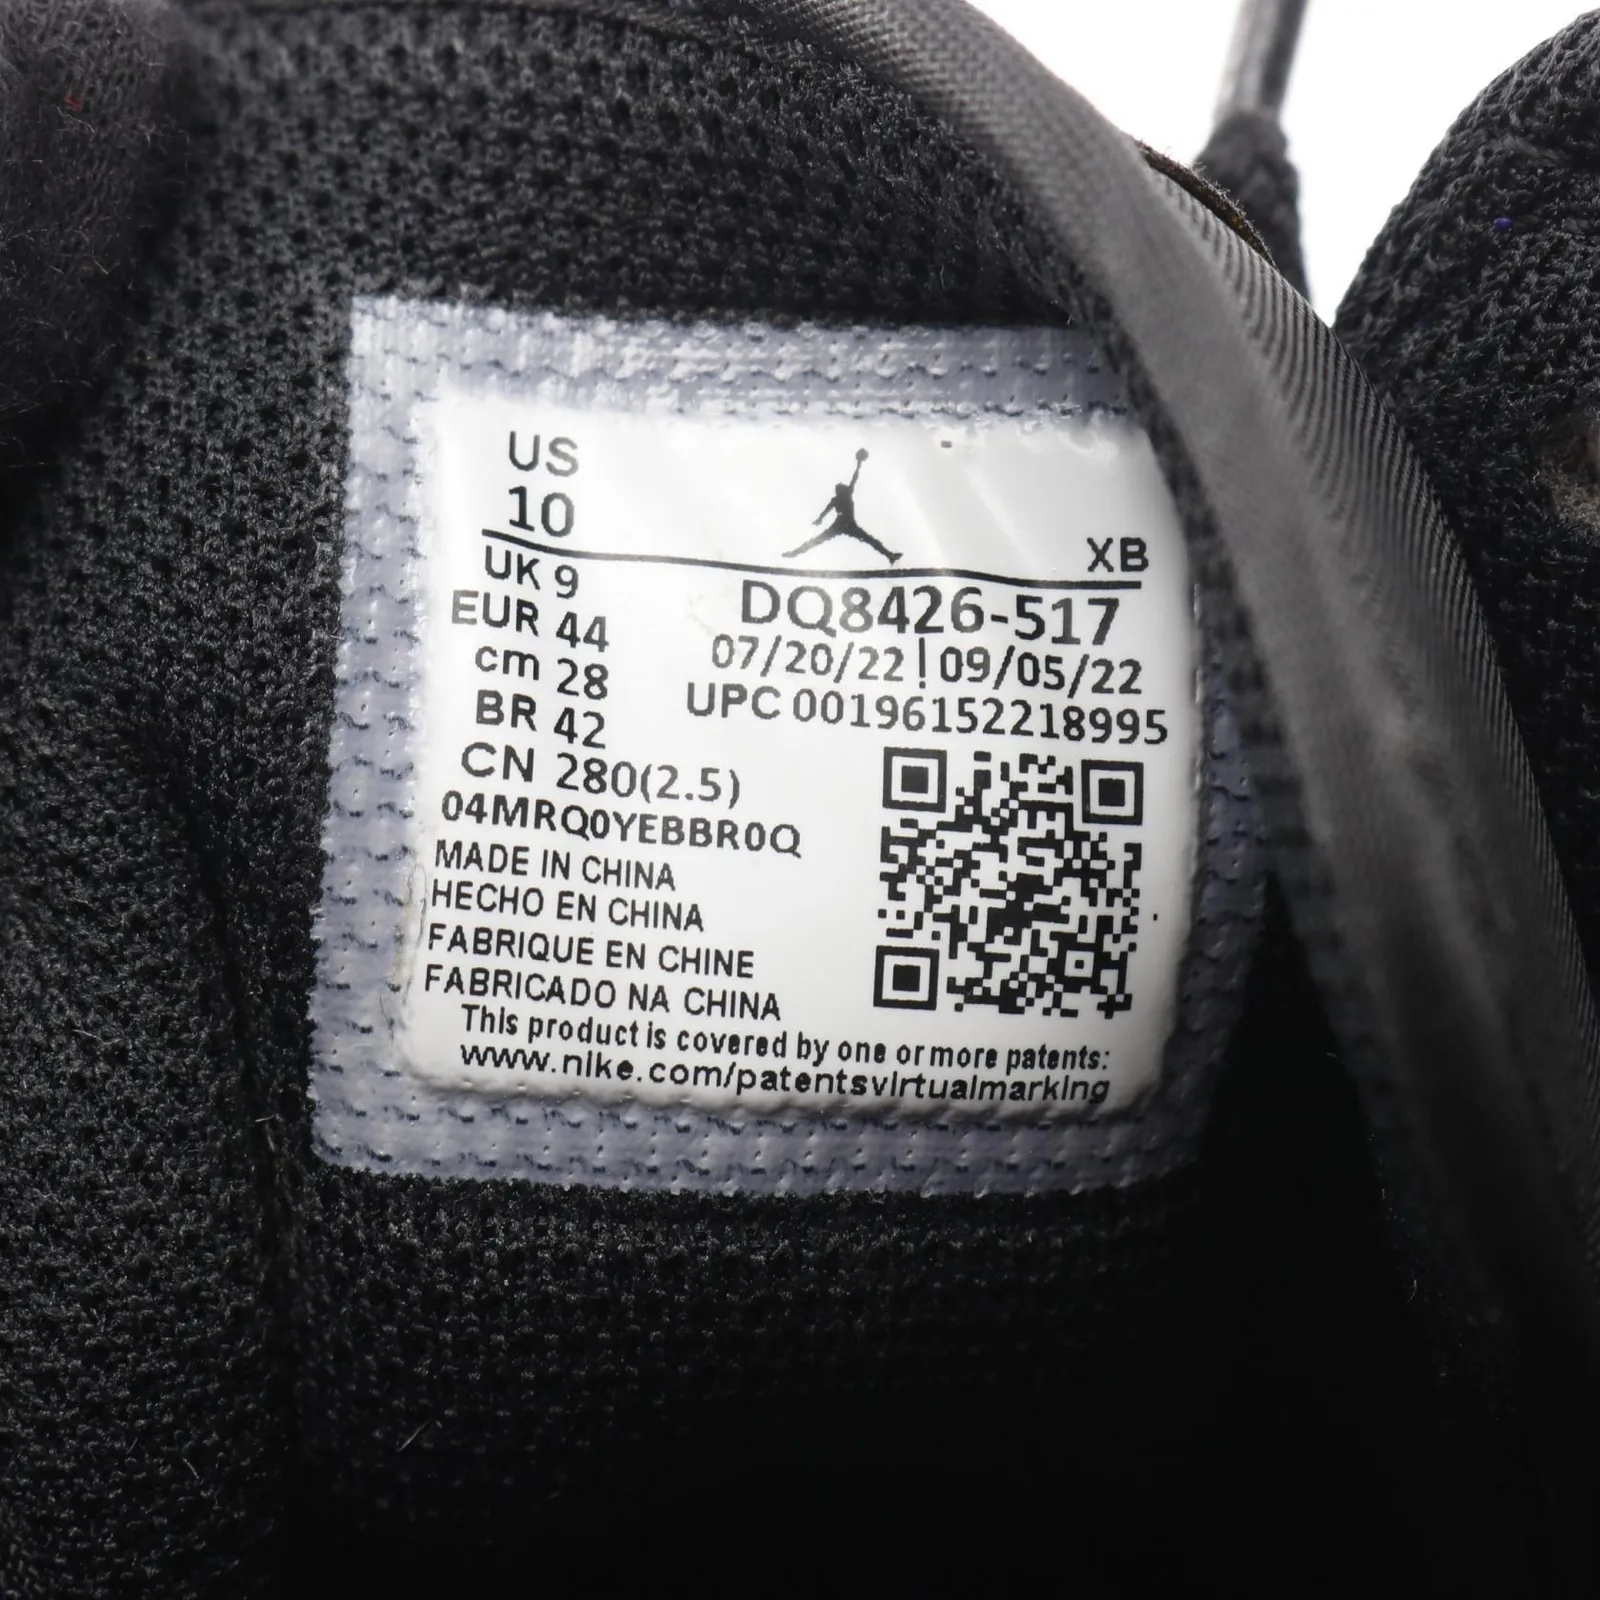 US
10
XB
UK 9
EUR 44
cm 28
BR 42
CN 280(2.5)
DQ8426-517
07/20/22 | 09/05/22
UPC 00196152218995
04MRQ0YEBBR0Q
MADE IN CHINA
HECHO EN CHINA
FABRIQUE EN CHINE
FABRICADO NA CHINA
This product is covered by one or more patents:
www.nike.com/patentsvirtualmarking